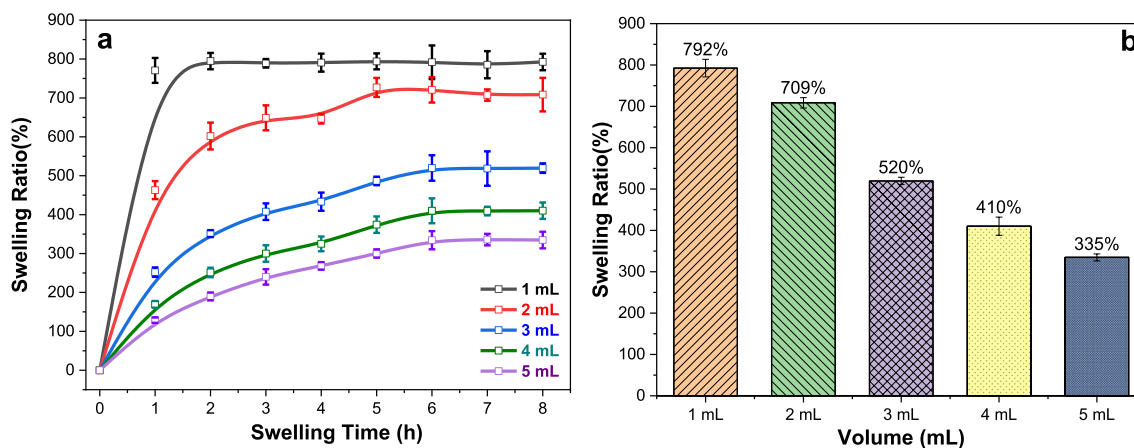 a
Swelling Ratio(%)
900
800
700
600
500
400
300
200
100
0
0 1 2 3 4 5 6 7 8
Swelling Time (h)
1 mL
2 mL
3 mL
4 mL
5 mL
b
Swelling Ratio(%)
900
800
700
600
500
400
300
200
100
0
792%
709%
520%
410%
335%
1 mL 2 mL 3 mL 4 mL 5 mL
Volume (mL)